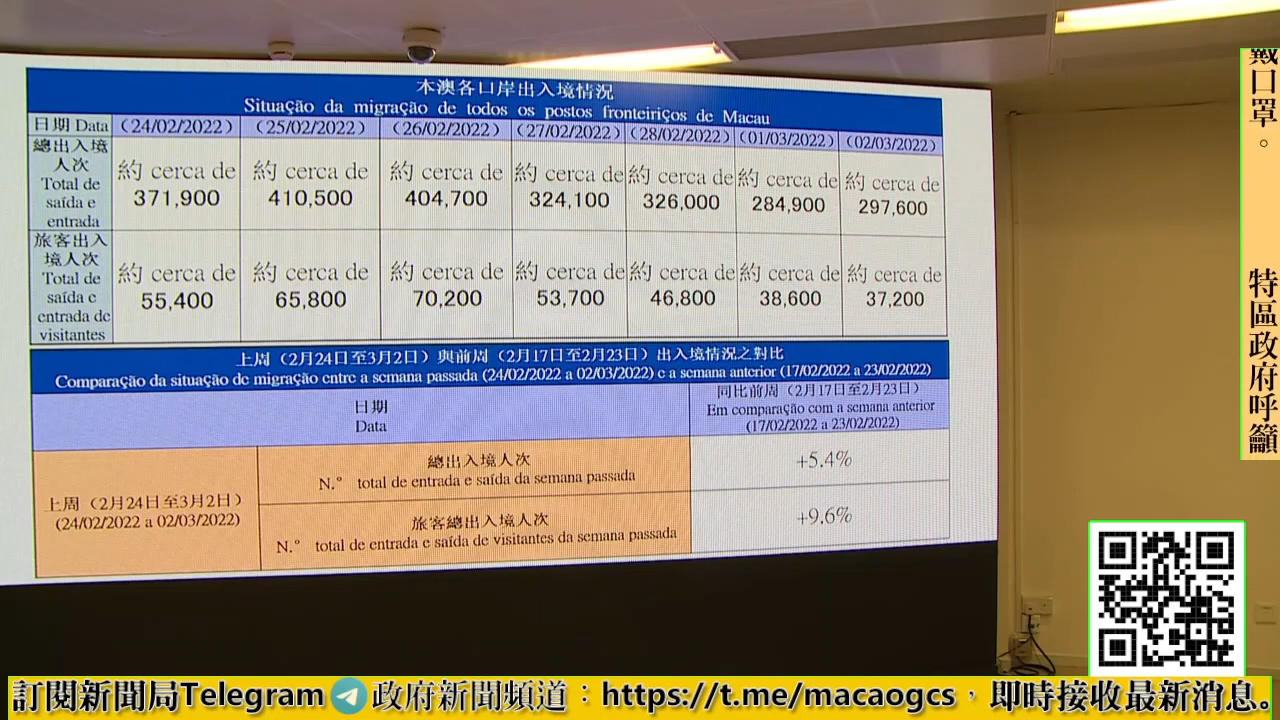 本澳各口岸出入境情況
Situação da migração de todos os postos fronteiriços de Macau
日期 Data (24/02/2022) (25/02/2022) (26/02/2022) (27/02/2022) (28/02/2022) (01/03/2022) (02/03/2022)
總出入境
人次
Total de
saída e
entrada
約 cerca de 約 cerca de 約 cerca de 約 cerca de 約 cerca de 約 cerca de 約 cerca de
371,900 410,500 404,700 324,100 326,000 284,900 297,600
旅客出入
境人次
Total de
saída e
entrada de
visitantes
約 cerca de 約 cerca de 約 cerca de 約 cerca de 約 cerca de 約 cerca de 約 cerca de
55,400 65,800 70,200 53,700 46,800 38,600 37,200
上周（2月24日至3月2日）與前周（2月17日至2月23日）出入境情況之對比
Comparação da situação de migração entre a semana passada (24/02/2022 a 02/03/2022) e a semana anterior (17/02/2022 a 23/02/2022)
日期
Data
同比前周（2月17日至2月23日）
Em comparação com a semana anterior
(17/02/2022 a 23/02/2022)
上周（2月24日至3月2日）
(24/02/2022 a 02/03/2022)
總出入境人次
N.° total de entrada e saída da semana passada
+5.4%
旅客總出入境人次
N.° total de entrada e saída de visitantes da semana passada
+9.6%
戴口罩。 特區政府呼籲
訂閱新聞局Telegram 政府新聞頻道：https://t.me/macaogcs，即時接收最新消息。